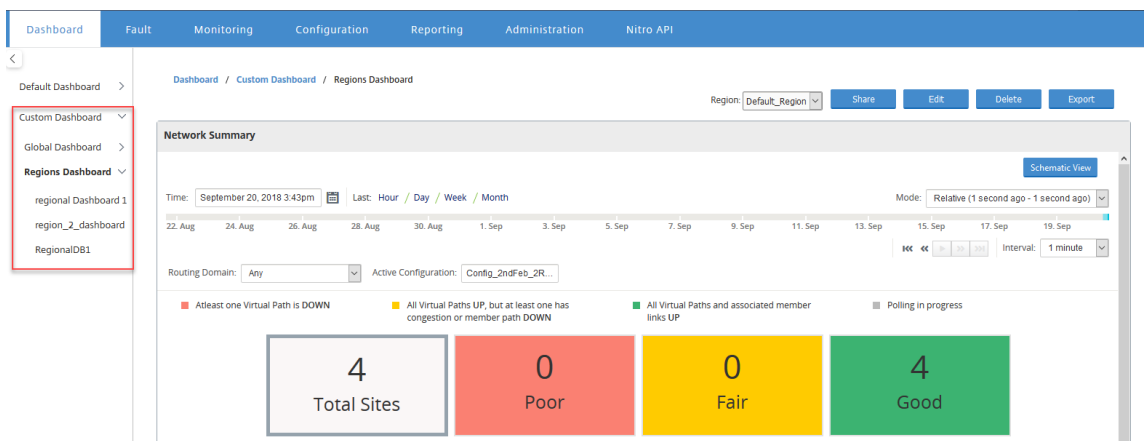 Dashboard Fault Monitoring Configuration Reporting Administration Nitro API
Default Dashboard
Custom Dashboard
Global Dashboard
Regions Dashboard
regional Dashboard 1
region_2_dashboard
RegionalDB1
Dashboard / Custom Dashboard / Regions Dashboard
Region: Default_Region Share Edit Delete Export
Network Summary
Schematic View
Time: September 20, 2018 3:43pm Last: Hour / Day / Week / Month Mode: Relative (1 second ago - 1 second ago)
22. Aug 24. Aug 26. Aug 28. Aug 30. Aug 1. Sep 3. Sep 5. Sep 7. Sep 9. Sep 11. Sep 13. Sep 15. Sep 17. Sep 19. Sep
Interval: 1 minute
Routing Domain: Any Active Configuration: Config_2ndFeb_2R...
Atleast one Virtual Path is DOWN
All Virtual Paths UP, but at least one has
congestion or member path DOWN
All Virtual Paths and associated member
links UP
Polling in progress
4
Total Sites
0
Poor
0
Fair
4
Good